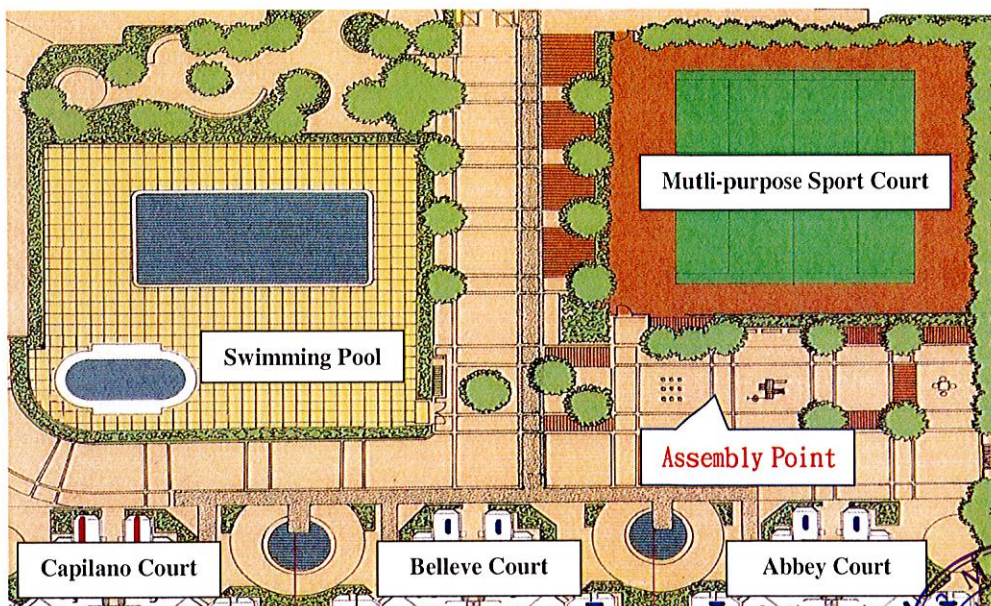 Mutli-purpose Sport Court
Swimming Pool
Assembly Point
Capilano Court
Belleve Court
Abbey Court